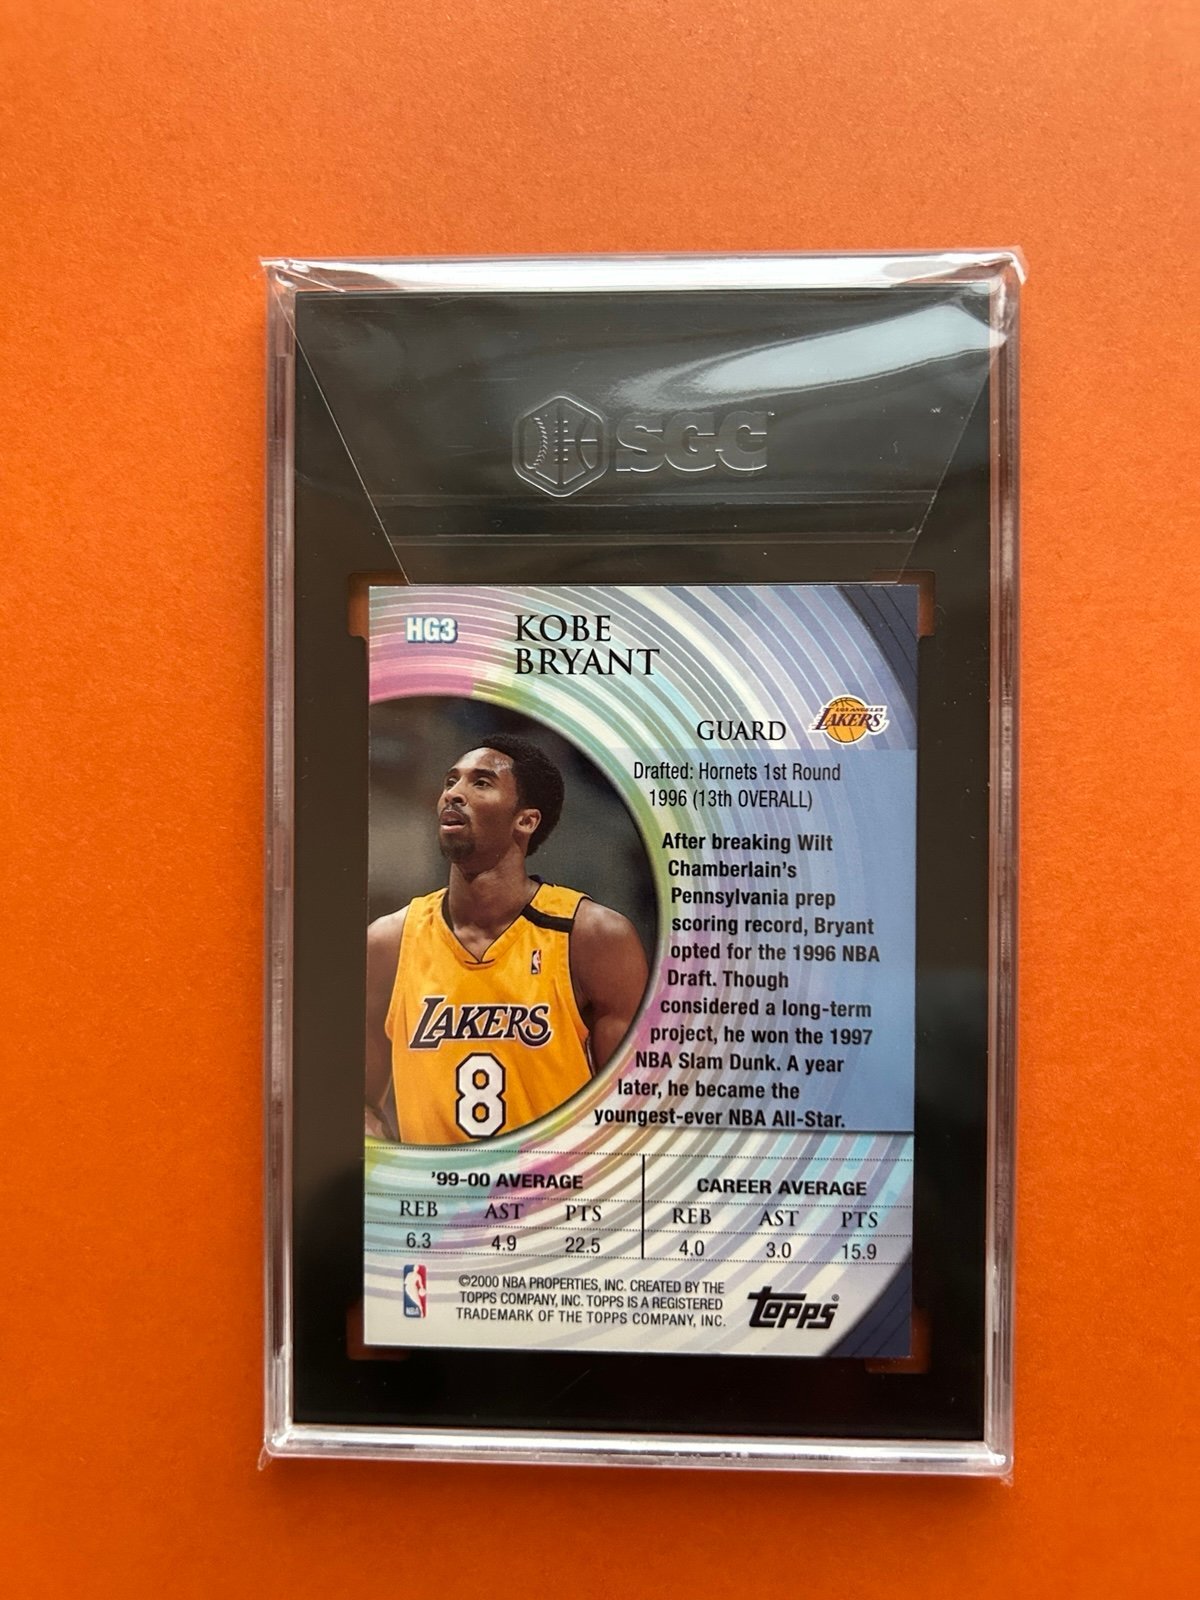 SGC
HG3
KOBE
BRYANT
GUARD
LOS ANGELES
LAKERS
Drafted: Hornets 1st Round
1996 (13th OVERALL)
After breaking Wilt
Chamberlain's
Pennsylvania prep
scoring record, Bryant
opted for the 1996 NBA
Draft. Though
considered a long-term
project, he won the 1997
NBA Slam Dunk. A year
later, he became the
youngest-ever NBA All-Star.
LAKERS
8
'99-00 AVERAGE
REB AST PTS
6.3 4.9 22.5
CAREER AVERAGE
REB AST PTS
4.0 3.0 15.9
NBA
©2000 NBA PROPERTIES, INC. CREATED BY THE
TOPPS COMPANY, INC. TOPPS IS A REGISTERED
TRADEMARK OF THE TOPPS COMPANY, INC.
topps®